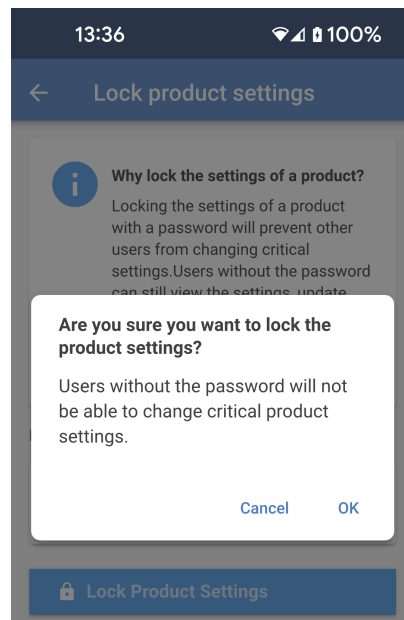 13:36 100%
Lock product settings
Why lock the settings of a product?
Locking the settings of a product
with a password will prevent other
users from changing critical
settings.Users without the password
can still view the settings, update
Are you sure you want to lock the
product settings?
Users without the password will not
be able to change critical product
settings.
Cancel OK
Lock Product Settings